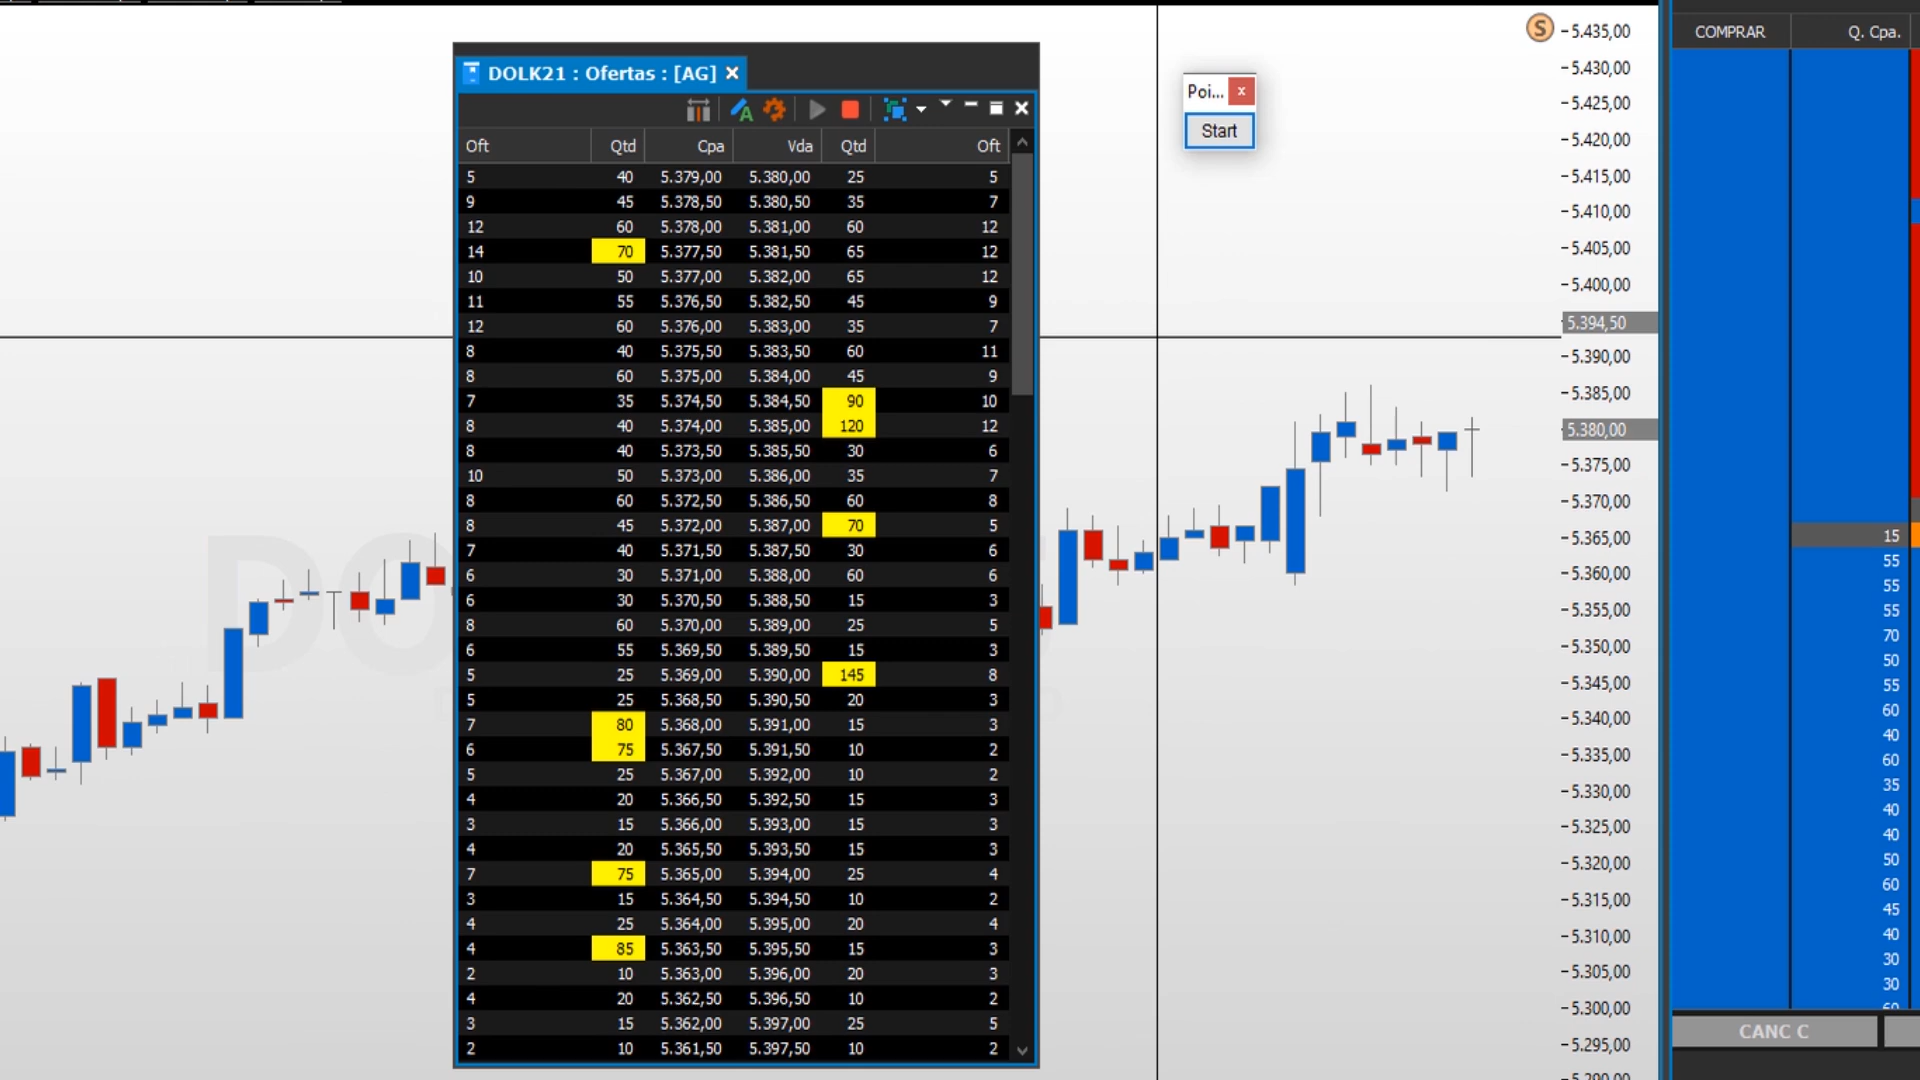 DOLK21 : Ofertas : [AG]
Oft Qtd Cpa Vda Qtd Oft
5 40 5.379,00 5.380,00 25 5
9 45 5.378,50 5.380,50 35 7
12 60 5.378,00 5.381,00 60 12
14 70 5.377,50 5.381,50 65 12
10 50 5.377,00 5.382,00 65 12
11 55 5.376,50 5.382,50 45 9
12 60 5.376,00 5.383,00 35 7
8 40 5.375,50 5.383,50 60 11
8 60 5.375,00 5.384,00 45 9
7 35 5.374,50 5.384,50 90 10
8 40 5.374,00 5.385,00 120 12
8 40 5.373,50 5.385,50 30 6
10 50 5.373,00 5.386,00 35 7
8 60 5.372,50 5.386,50 60 8
8 45 5.372,00 5.387,00 70 5
7 40 5.371,50 5.387,50 30 6
6 30 5.371,00 5.388,00 60 6
6 30 5.370,50 5.388,50 15 3
8 60 5.370,00 5.389,00 25 5
6 55 5.369,50 5.389,50 15 3
5 25 5.369,00 5.390,00 145 8
5 25 5.368,50 5.390,50 20 3
7 80 5.368,00 5.391,00 15 3
6 75 5.367,50 5.391,50 10 2
5 25 5.367,00 5.392,00 10 2
4 20 5.366,50 5.392,50 15 3
3 15 5.366,00 5.393,00 15 3
4 20 5.365,50 5.393,50 15 3
7 75 5.365,00 5.394,00 25 4
3 15 5.364,50 5.394,50 10 2
4 25 5.364,00 5.395,00 20 4
4 85 5.363,50 5.395,50 15 3
2 10 5.363,00 5.396,00 20 3
4 20 5.362,50 5.396,50 10 2
3 15 5.362,00 5.397,00 25 5
2 10 5.361,50 5.397,50 10 2
Poi... x
Start
S
5.435,00
5.430,00
5.425,00
5.420,00
5.415,00
5.410,00
5.405,00
5.400,00
5.394,50
5.390,00
5.385,00
5.380,00
5.375,00
5.370,00
5.365,00
5.360,00
5.355,00
5.350,00
5.345,00
5.340,00
5.335,00
5.330,00
5.325,00
5.320,00
5.315,00
5.310,00
5.305,00
5.300,00
5.295,00
5.290,00
COMPRAR Q. Cpa.
15
55
55
55
70
50
55
60
40
60
35
40
40
50
60
45
40
30
30
60
CANC C